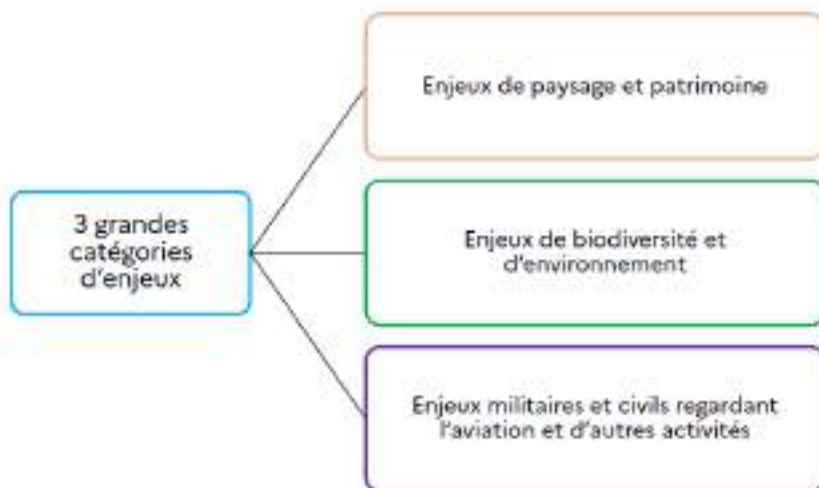 3 grandes
catégories
d'enjeux
Enjeux de paysage et patrimoine
Enjeux de biodiversité et
d'environnement
Enjeux militaires et civils regardant
l'aviation et d'autres activités